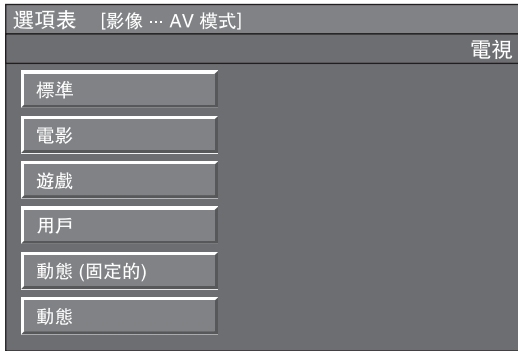 選項表 [影像 ··· AV 模式]
電視
標準
電影
遊戲
用戶
動態 (固定的)
動態